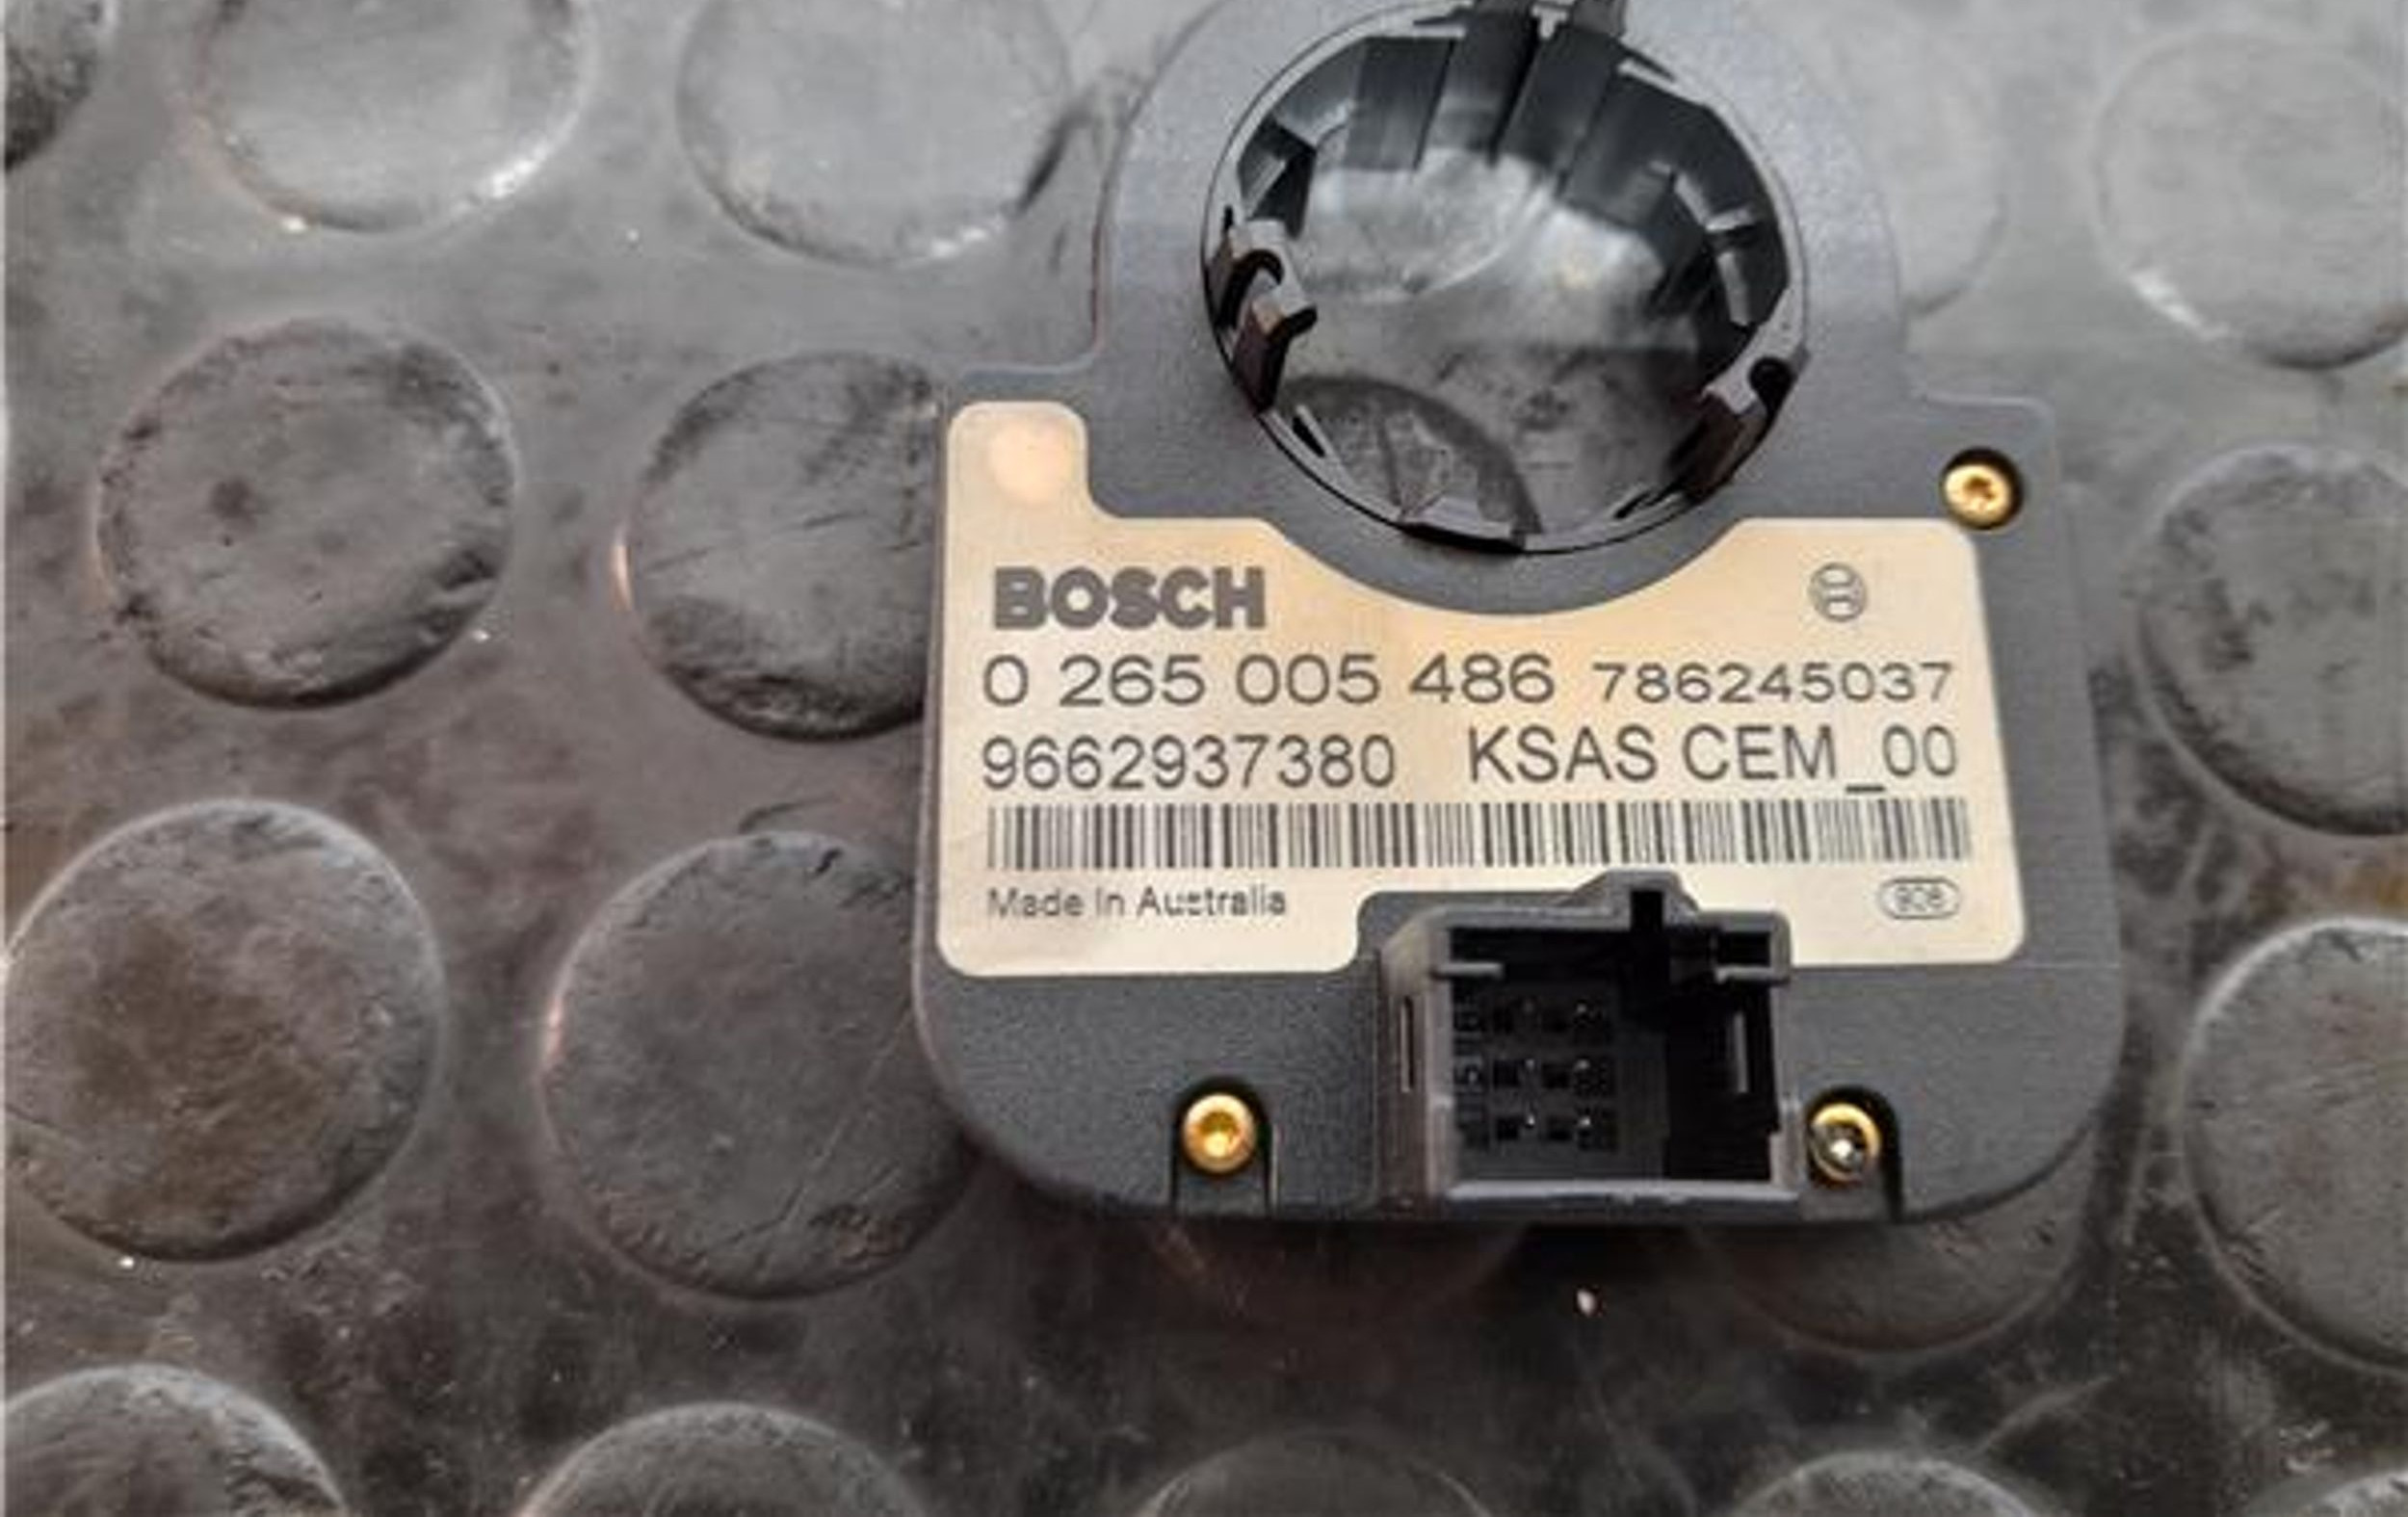 BOSCH
0 265 005 486 786245037
9662937380 KSAS CEM_00
Made In Australia